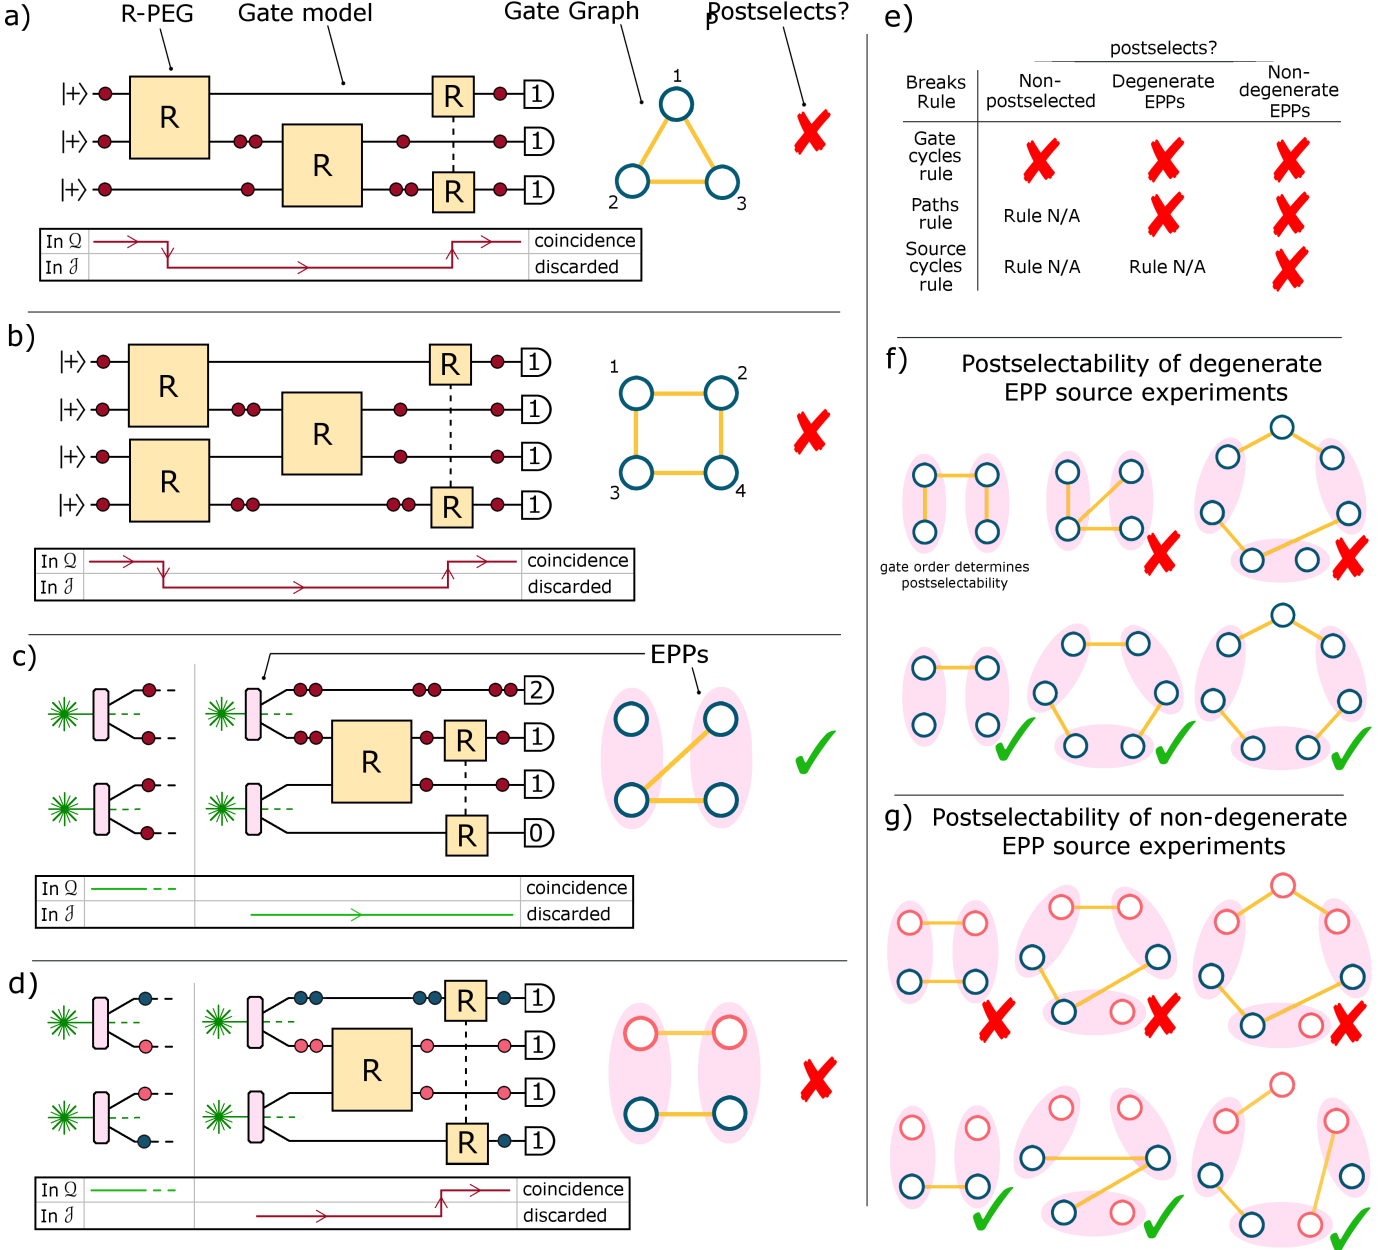 a)
R-PEG
Gate model
Gate Graph
Postselects?
P
|+⟩
R
R
1
|+⟩
R
1
|+⟩
R
1
1
2
3
In 𝒬
coincidence
In 𝒥
discarded
b)
|+⟩
R
R
1
|+⟩
R
1
|+⟩
R
1
|+⟩
R
1
1
2
3
4
In 𝒬
coincidence
In 𝒥
discarded
c)
EPPs
2
R
R
1
1
R
0
In 𝒬
coincidence
In 𝒥
discarded
d)
R
1
R
1
1
R
1
In 𝒬
coincidence
In 𝒥
discarded
e)
postselects?
Breaks
Rule
Non-
postselected
Degenerate
EPPs
Non-
degenerate
EPPs
Gate
cycles
rule
Paths
rule
Rule N/A
Source
cycles
rule
Rule N/A
Rule N/A
f)
Postselectability of degenerate
EPP source experiments
gate order determines
postselectability
g)
Postselectability of non-degenerate
EPP source experiments